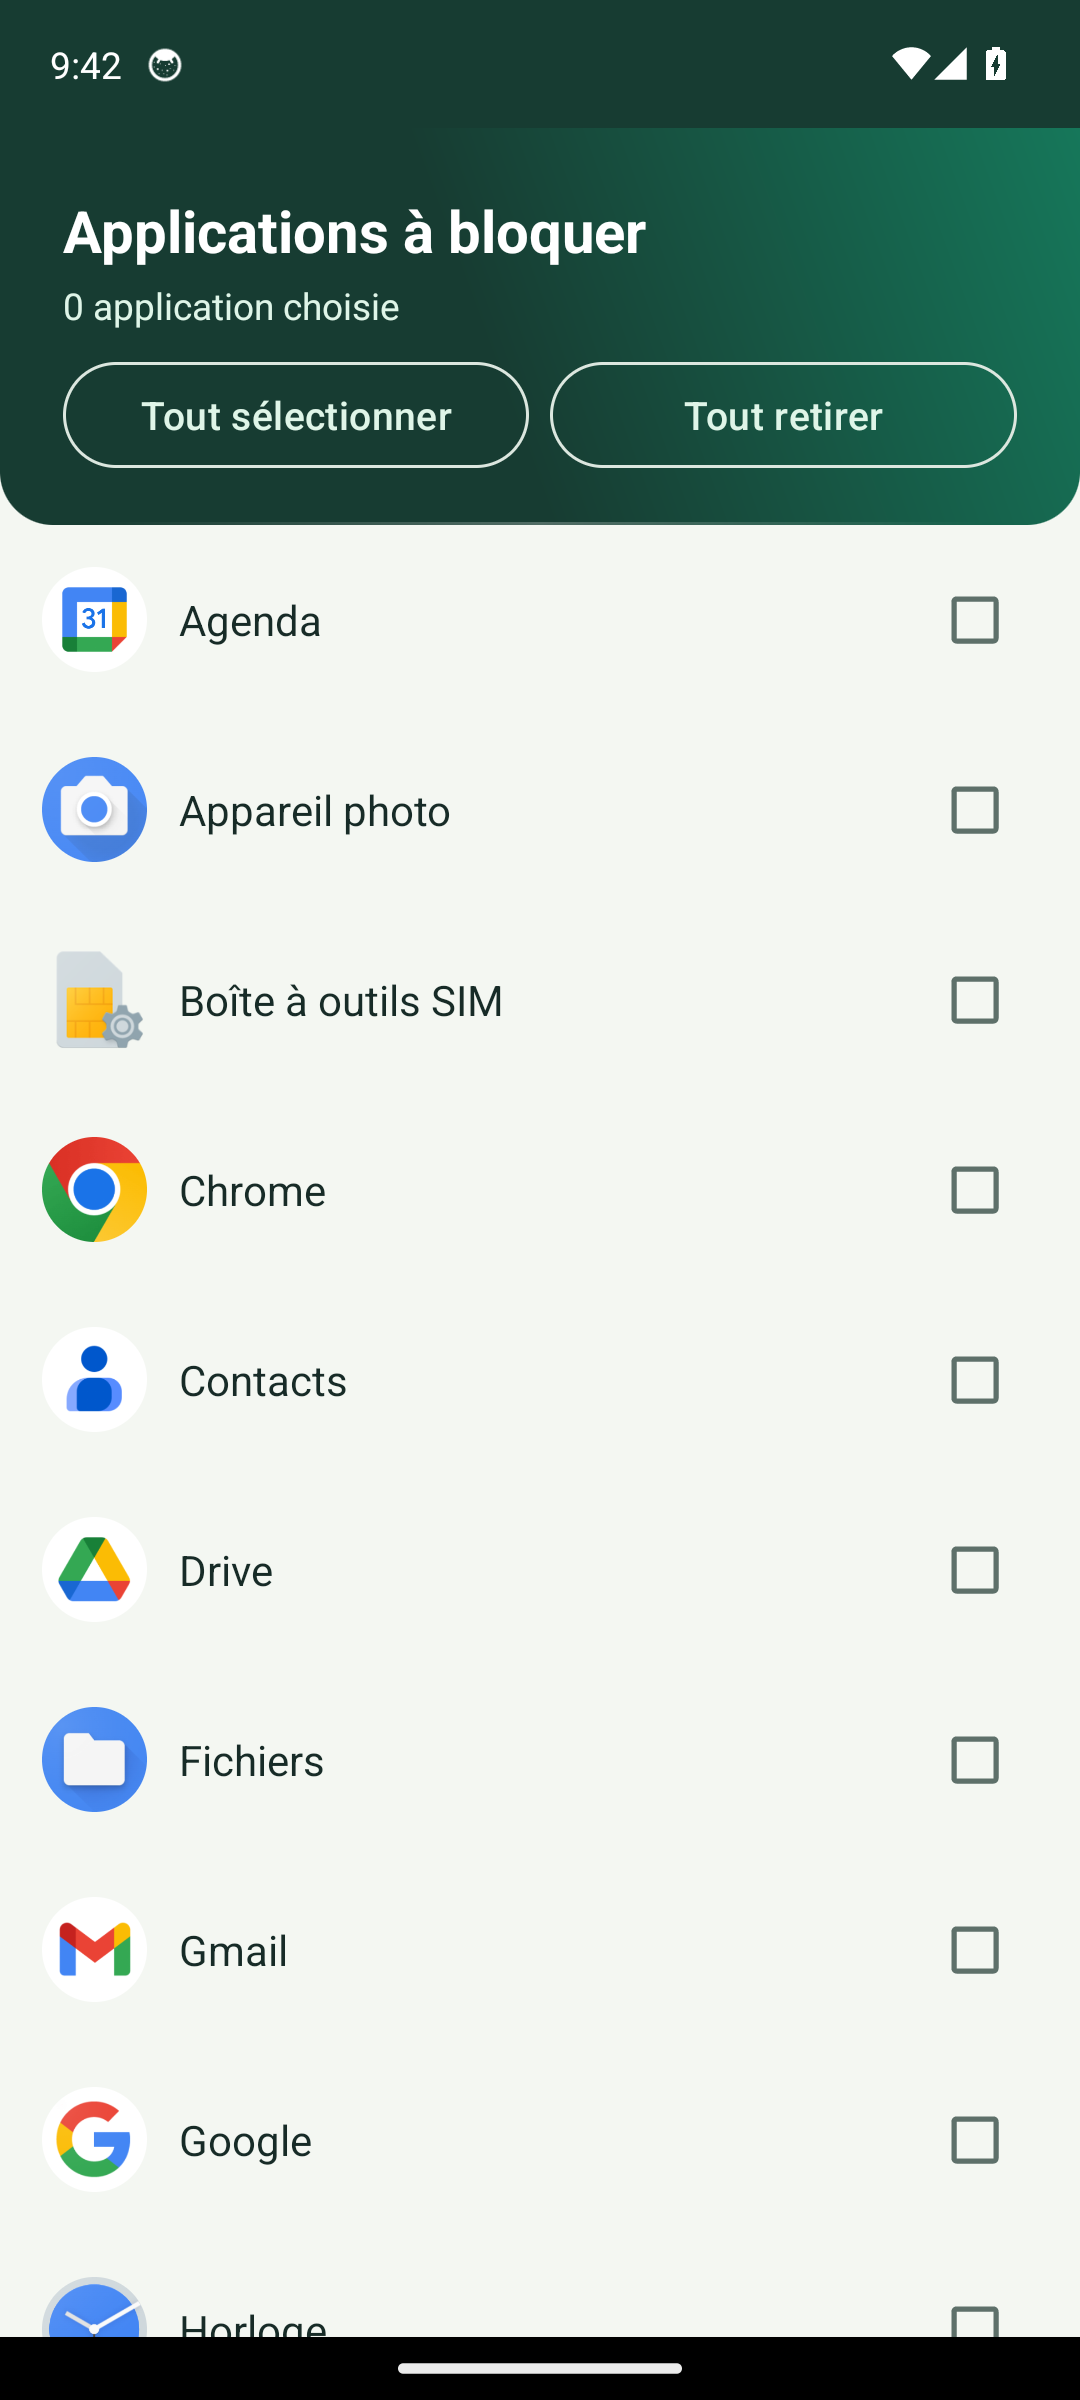 9:42
Applications à bloquer
0 application choisie
Tout sélectionner
Tout retirer
31
Agenda
Appareil photo
Boîte à outils SIM
Chrome
Contacts
Drive
Fichiers
Gmail
Google
Horloge